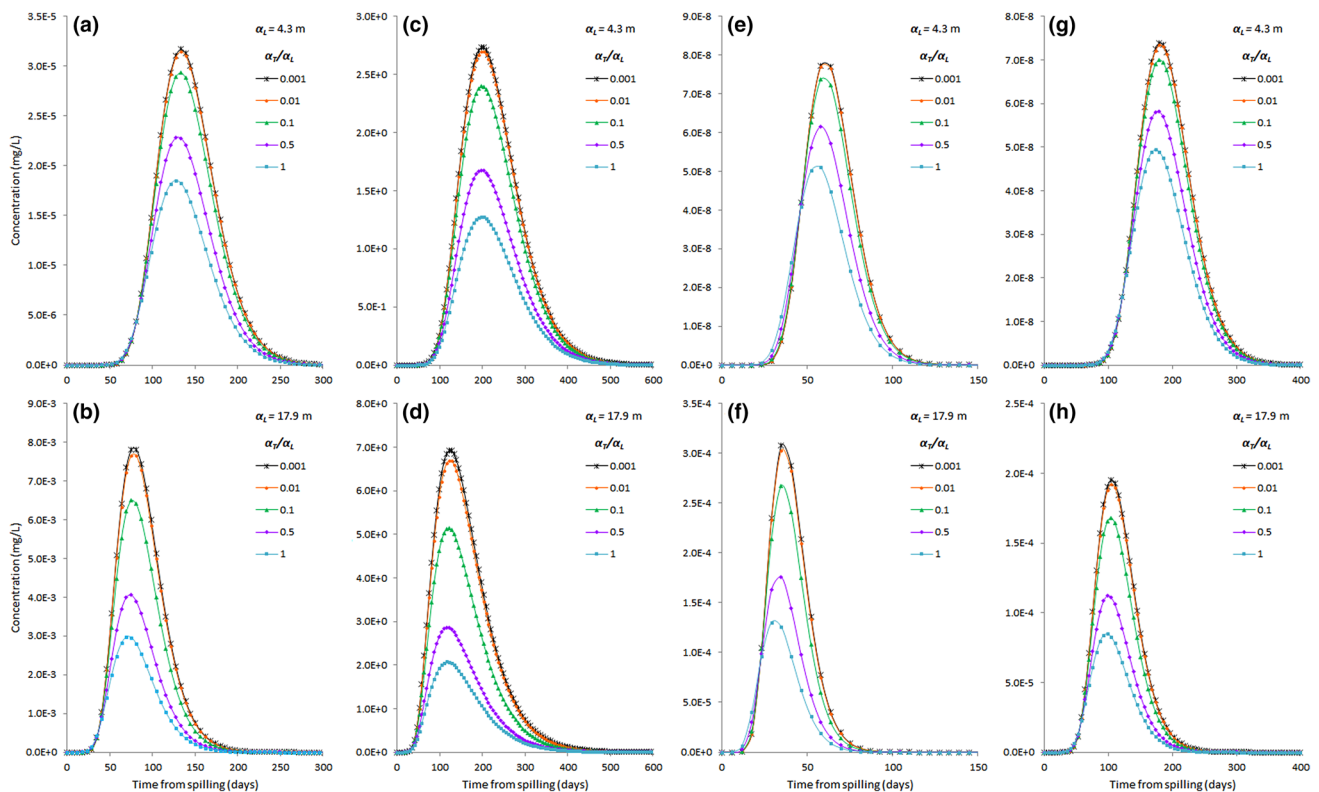 (a)
αL = 4.3 m
αT/αL
0.001
0.01
0.1
0.5
1
Concentration (mg/L)
3.5E-5
3.0E-5
2.5E-5
2.0E-5
1.5E-5
1.0E-5
5.0E-6
0.0E+0
0 50 100 150 200 250 300
(c)
αL = 4.3 m
αT/αL
0.001
0.01
0.1
0.5
1
3.0E+0
2.5E+0
2.0E+0
1.5E+0
1.0E+0
5.0E-1
0.0E+0
0 100 200 300 400 500 600
(e)
αL = 4.3 m
αT/αL
0.001
0.01
0.1
0.5
1
9.0E-8
8.0E-8
7.0E-8
6.0E-8
5.0E-8
4.0E-8
3.0E-8
2.0E-8
1.0E-8
0.0E+0
0 50 100 150
(g)
αL = 4.3 m
αT/αL
0.001
0.01
0.1
0.5
1
8.0E-8
7.0E-8
6.0E-8
5.0E-8
4.0E-8
3.0E-8
2.0E-8
1.0E-8
0.0E+0
0 100 200 300 400
(b)
αL = 17.9 m
αT/αL
0.001
0.01
0.1
0.5
1
Concentration (mg/L)
9.0E-3
8.0E-3
7.0E-3
6.0E-3
5.0E-3
4.0E-3
3.0E-3
2.0E-3
1.0E-3
0.0E+0
0 50 100 150 200 250 300
Time from spilling (days)
(d)
αL = 17.9 m
αT/αL
0.001
0.01
0.1
0.5
1
8.0E+0
7.0E+0
6.0E+0
5.0E+0
4.0E+0
3.0E+0
2.0E+0
1.0E+0
0.0E+0
0 100 200 300 400 500 600
Time from spilling (days)
(f)
αL = 17.9 m
αT/αL
0.001
0.01
0.1
0.5
1
3.5E-4
3.0E-4
2.5E-4
2.0E-4
1.5E-4
1.0E-4
5.0E-5
0.0E+0
0 50 100 150
Time from spilling (days)
(h)
αL = 17.9 m
αT/αL
0.001
0.01
0.1
0.5
1
2.5E-4
2.0E-4
1.5E-4
1.0E-4
5.0E-5
0.0E+0
0 100 200 300 400
Time from spilling (days)